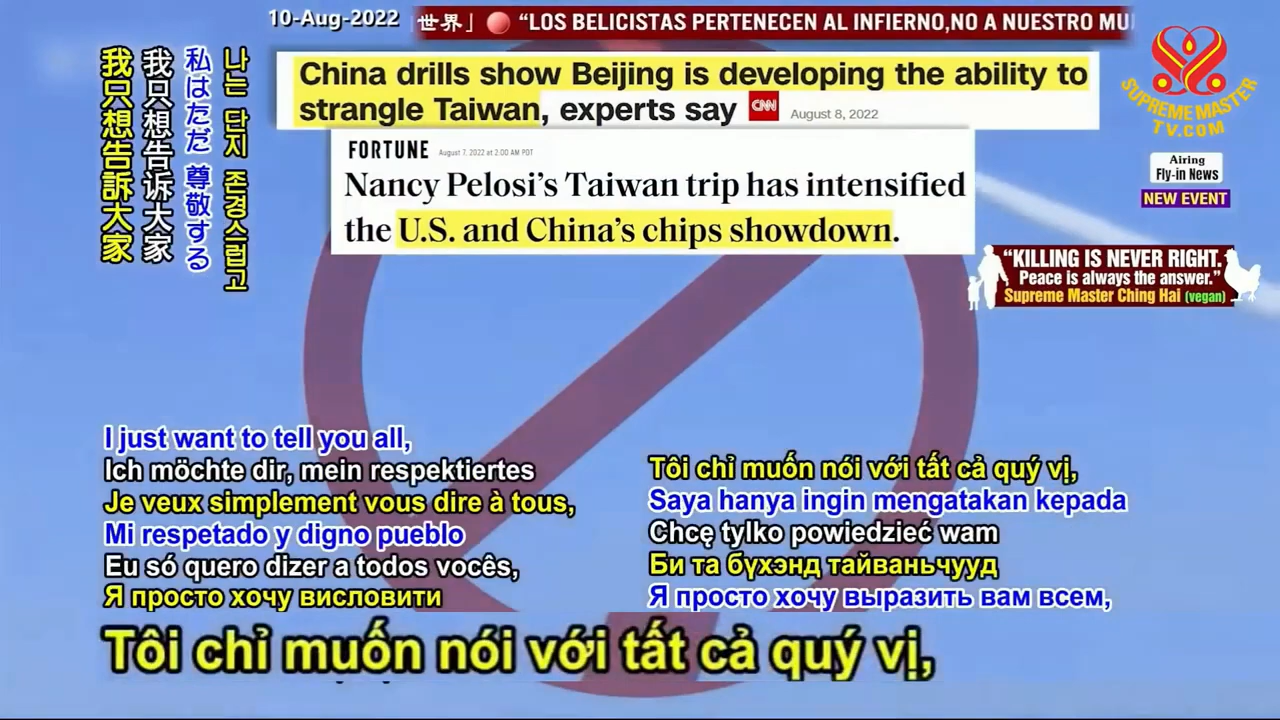 10-Aug-2022
世界」 “LOS BELICISTAS PERTENECEN AL INFIERNO,NO A NUESTRO MU
China drills show Beijing is developing the ability to
strangle Taiwan, experts say CNN August 8, 2022
FORTUNE August 7, 2022 at 2:00 AM PDT
Nancy Pelosi’s Taiwan trip has intensified
the U.S. and China’s chips showdown.
SUPREME MASTER
TV.COM
Airing
Fly-in News
NEW EVENT
“KILLING IS NEVER RIGHT.
Peace is always the answer.”
Supreme Master Ching Hai (vegan)
我只想告訴大家
我只想告诉大家
私はただ 尊敬する
나는 단지 존경스럽고
I just want to tell you all,
Ich möchte dir, mein respektiertes
Je veux simplement vous dire à tous,
Mi respetado y digno pueblo
Eu só quero dizer a todos vocês,
Я просто хочу висловити
Tôi chỉ muốn nói với tất cả quý vị,
Saya hanya ingin mengatakan kepada
Chcę tylko powiedzieć wam
Би та бүхэнд тайваньчууд
Я просто хочу выразить вам всем,
Tôi chỉ muốn nói với tất cả quý vị,